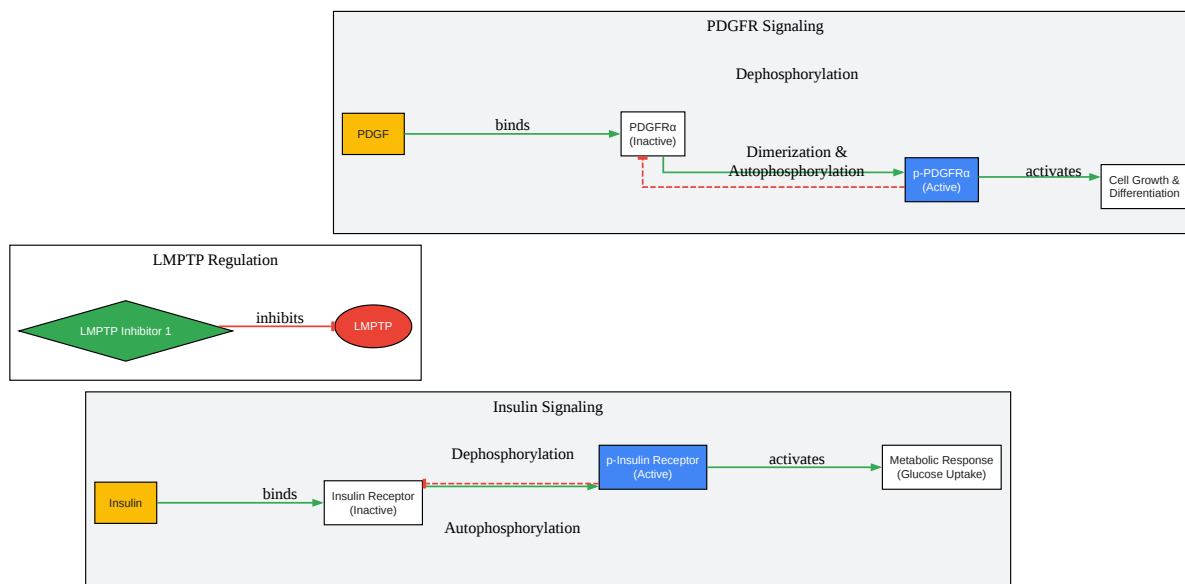 PDGFR Signaling
Dephosphorylation
PDGF
binds
PDGFRα
(Inactive)
Dimerization &
Autophosphorylation
p-PDGFRα
(Active)
activates
Cell Growth &
Differentiation
LMPTP Regulation
LMPTP Inhibitor 1
inhibits
LMPTP
Insulin Signaling
Insulin
binds
Insulin Receptor
(Inactive)
Dephosphorylation
Autophosphorylation
p-Insulin Receptor
(Active)
activates
Metabolic Response
(Glucose Uptake)